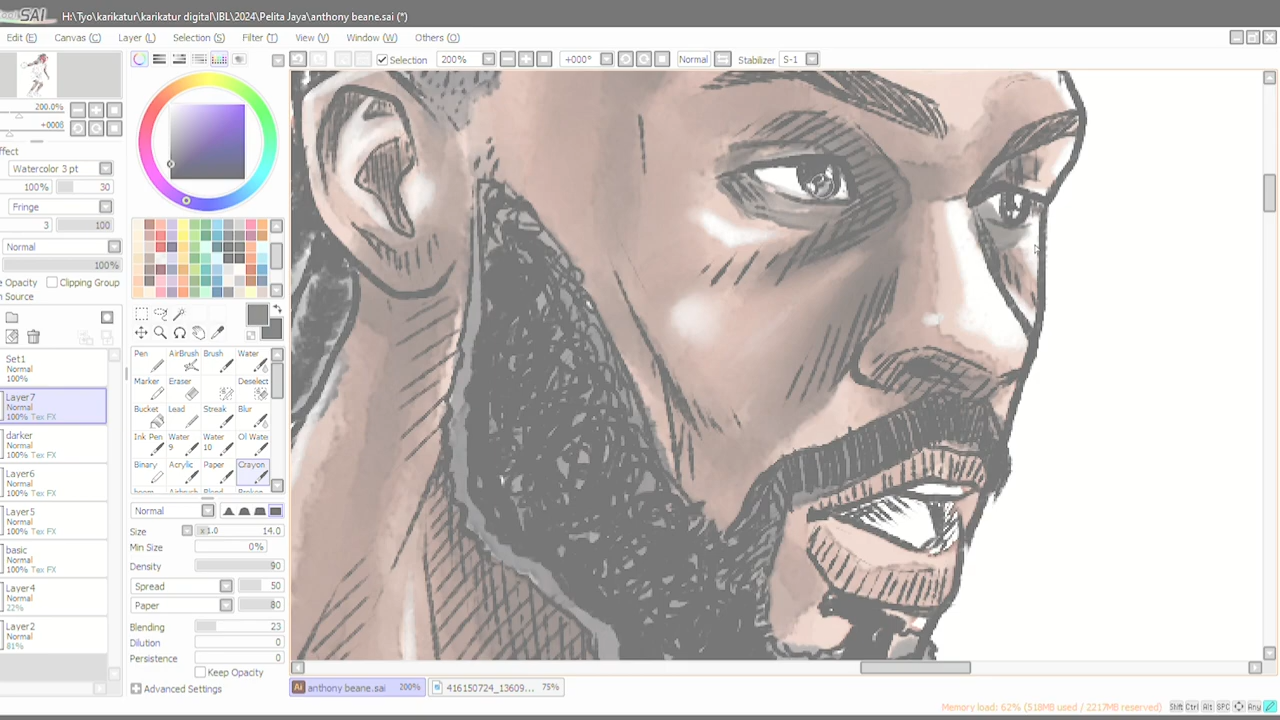 SAI H:\Tyo\karikatur\karikatur digital\IBL\2024\Pelita Jaya\anthony beane.sai (*)
Edit (E) Canvas (C) Layer (L) Selection (S) Filter (T) View (V) Window (W) Others (O)
Selection 200% +000° Normal Stabilizer S-1
200.0%
+0008
ffect
Watercolor 3 pt
100% 30
Fringe
3 100
Normal
100%
e Opacity Clipping Group
n Source
Set1
Normal
100%
Layer7
Normal
100% Tex FX
darker
Normal
100% Tex FX
Layer6
Normal
100% Tex FX
Layer5
Normal
100% Tex FX
basic
Normal
100% Tex FX
Layer4
22%
Layer2
Normal
81%
Pen AirBrush Brush Water
Marker Eraser Deselect
Bucket Lead Streak Blur
Ink Pen Water 9 Water 10 Ol Water
Binary Acrylic Paper Crayon
Normal
Size x1.0 14.0
Min Size 0%
Density 90
Spread 50
Paper 80
Blending 23
Dilution 0
Persistence 0
Keep Opacity
Advanced Settings
anthony beane.sai 200% 416150724_13609... 75%
Memory load: 62% (518MB used / 2217MB reserved) Shift Ctrl Alt SPC Any